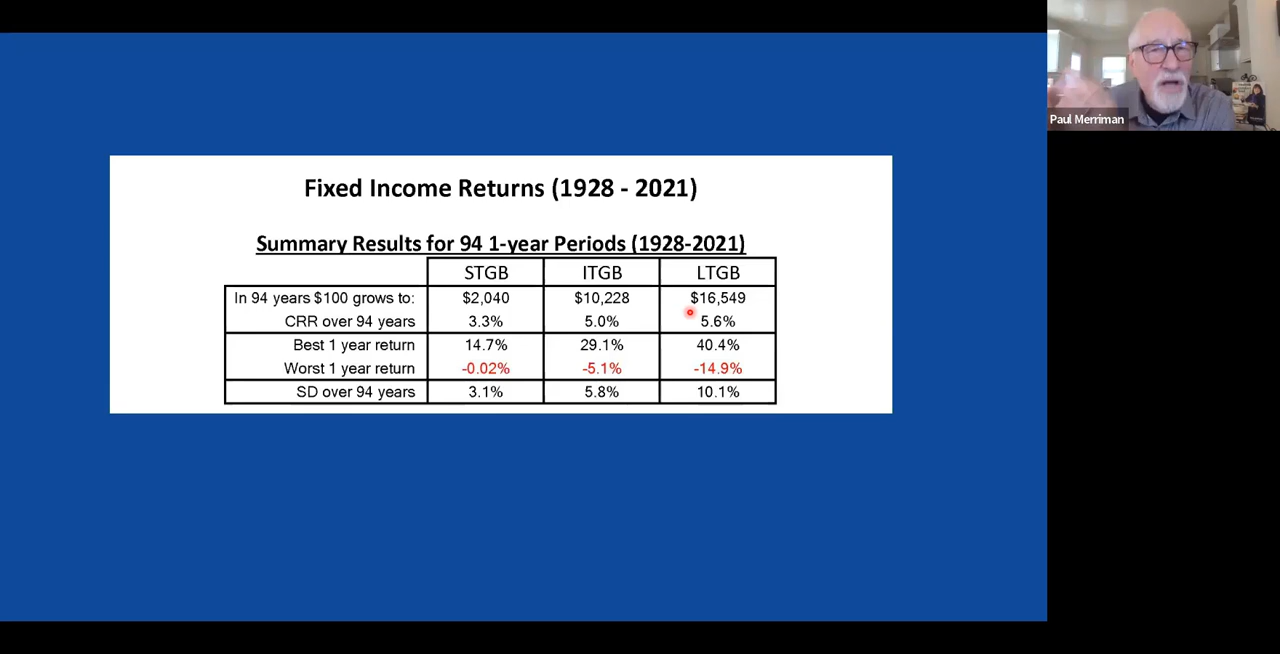 Fixed Income Returns (1928 - 2021)
Summary Results for 94 1-year Periods (1928-2021)
STGB ITGB LTGB
In 94 years $100 grows to: $2,040 $10,228 $16,549
CRR over 94 years 3.3% 5.0% 5.6%
Best 1 year return 14.7% 29.1% 40.4%
Worst 1 year return -0.02% -5.1% -14.9%
SD over 94 years 3.1% 5.8% 10.1%
Paul Merriman